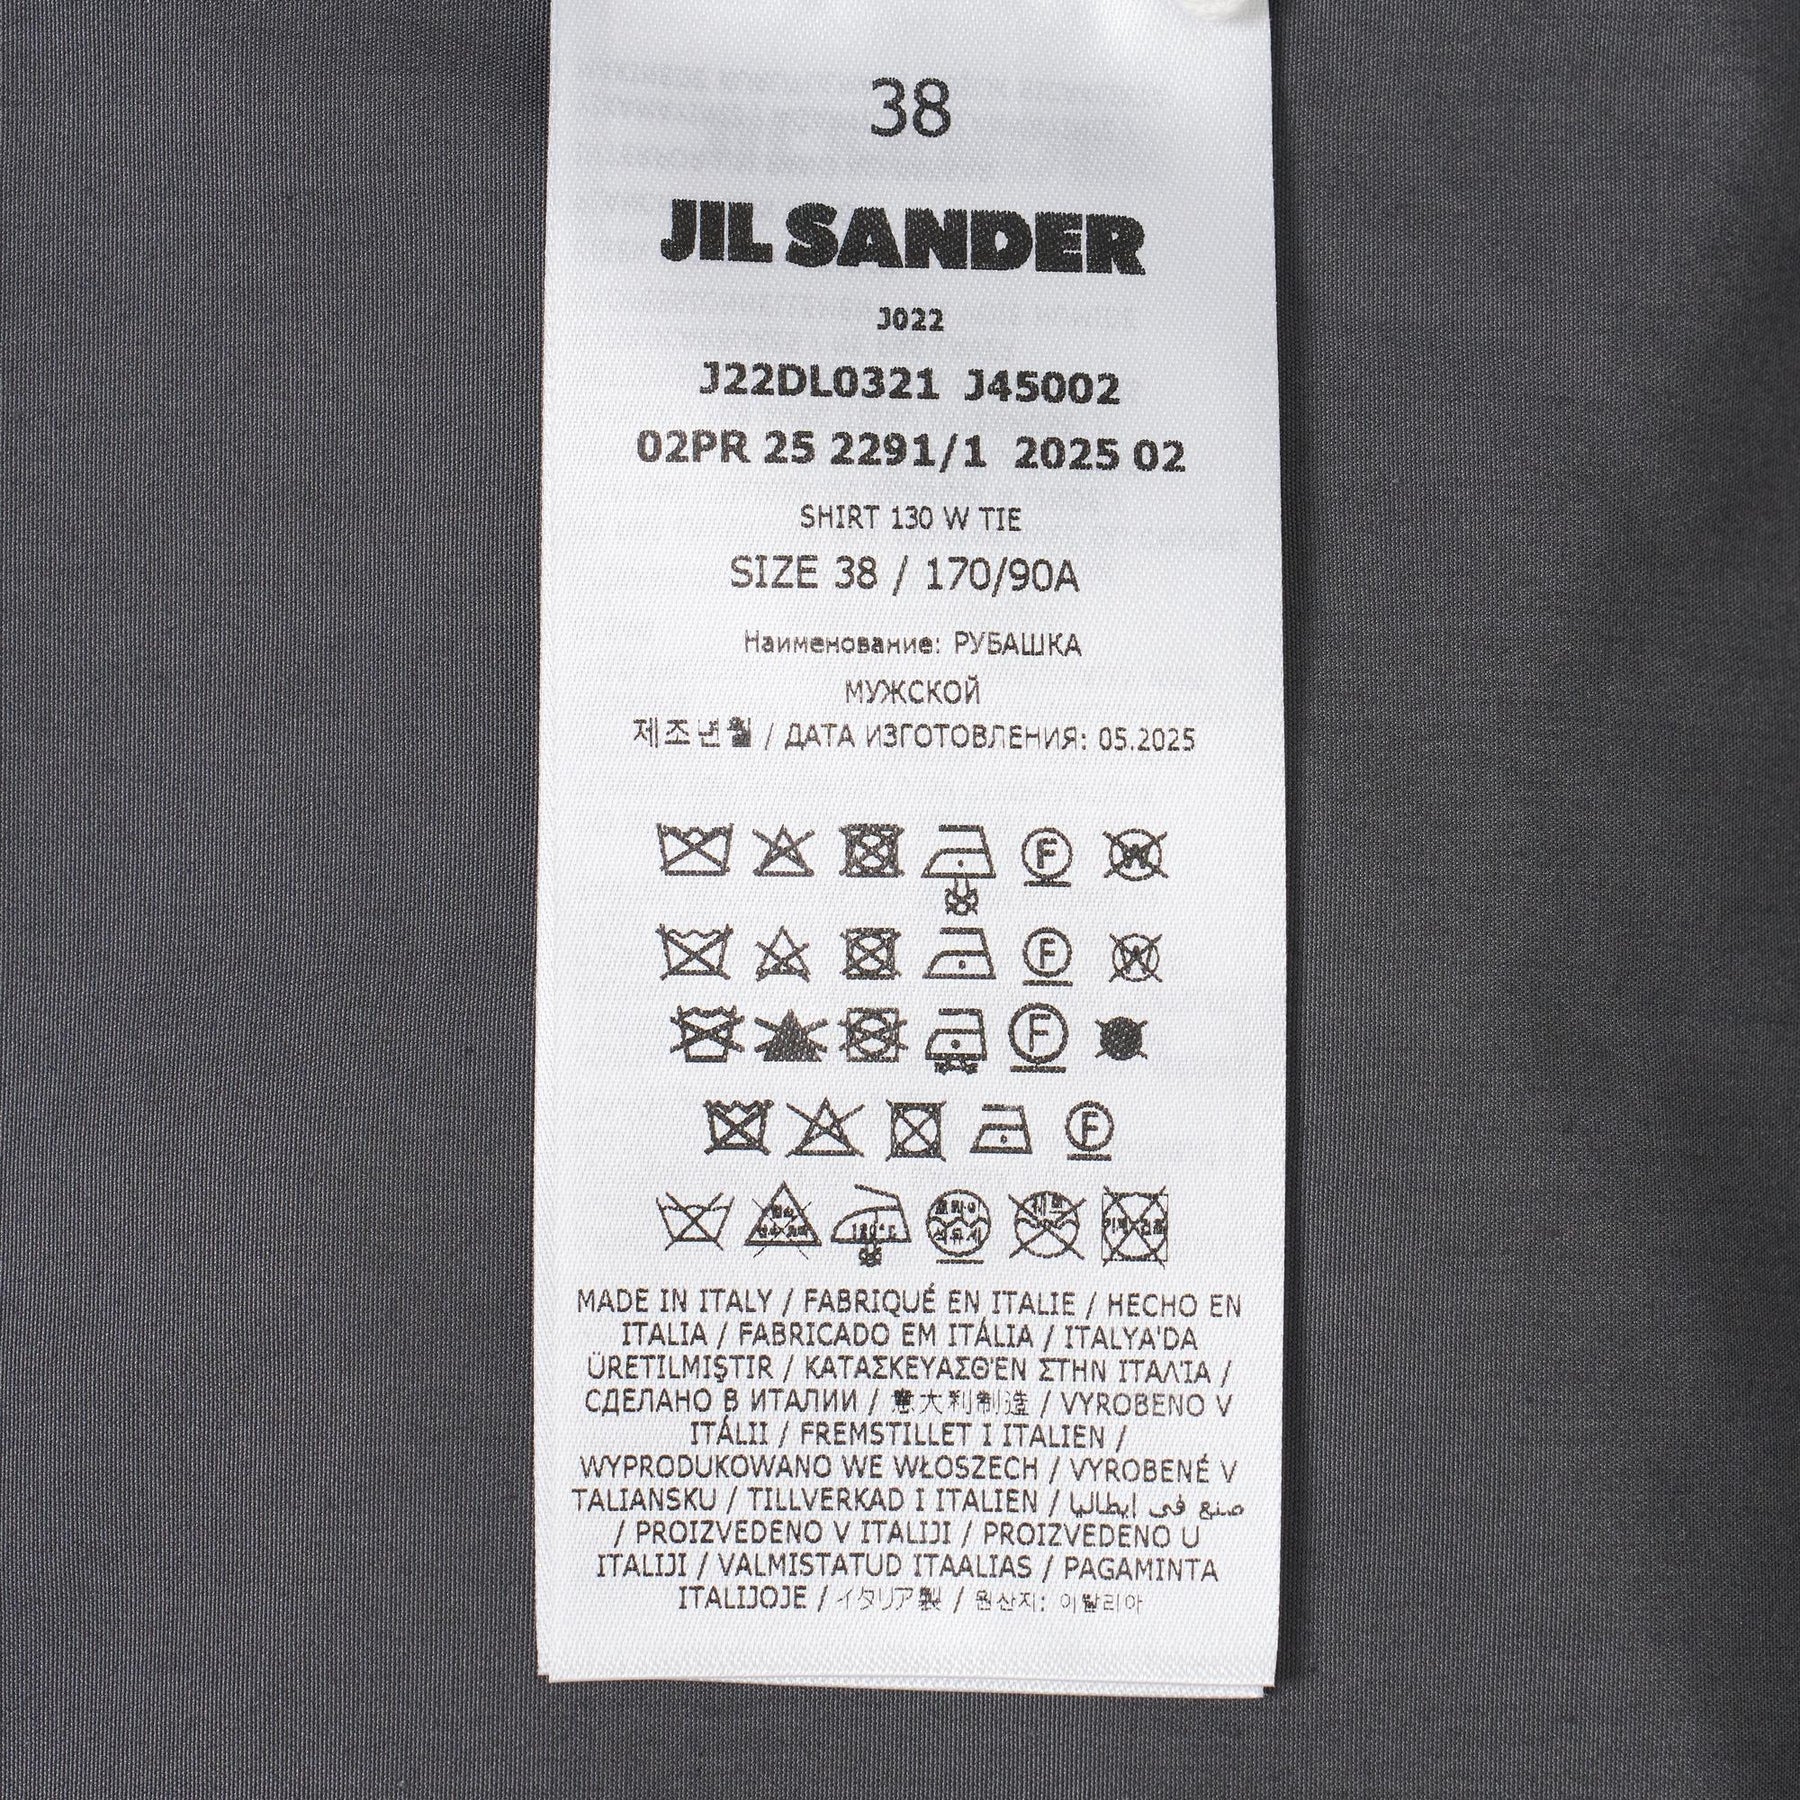 38
JIL SANDER
J022
J22DL0321 J45002
02PR 25 2291/1 2025 02
SHIRT 130 W TIE
SIZE 38 / 170/90A
Наименование: РУБАШКА
МУЖСКОЙ
제조년월 / ДАТА ИЗГОТОВЛЕНИЯ: 05.2025
F W
F W
F
F
180°C
MADE IN ITALY / FABRIQUÉ EN ITALIE / HECHO EN
ITALIA / FABRICADO EM ITÁLIA / ITALYA'DA
ÜRETILMIŞTIR / ΚΑΤΑΣΚΕΥΑΣΘΈΝ ΣΤΗΝ ΙΤΑΛΊΑ /
СДЕЛАНО В ИТАЛИИ / 意大利制造 / VYROBENO V
ITÁLII / FREMSTILLET I ITALIEN /
WYPRODUKOWANO WE WŁOSZECH / VYROBENÉ V
TALIANSKU / TILLVERKAD I ITALIEN / صنع في إيطاليا
/ PROIZVEDENO V ITALIJI / PROIZVEDENO U
ITALIJI / VALMISTATUD ITAALIAS / PAGAMINTA
ITALIJOJE / イタリア製 / 원산지: 이탈리아